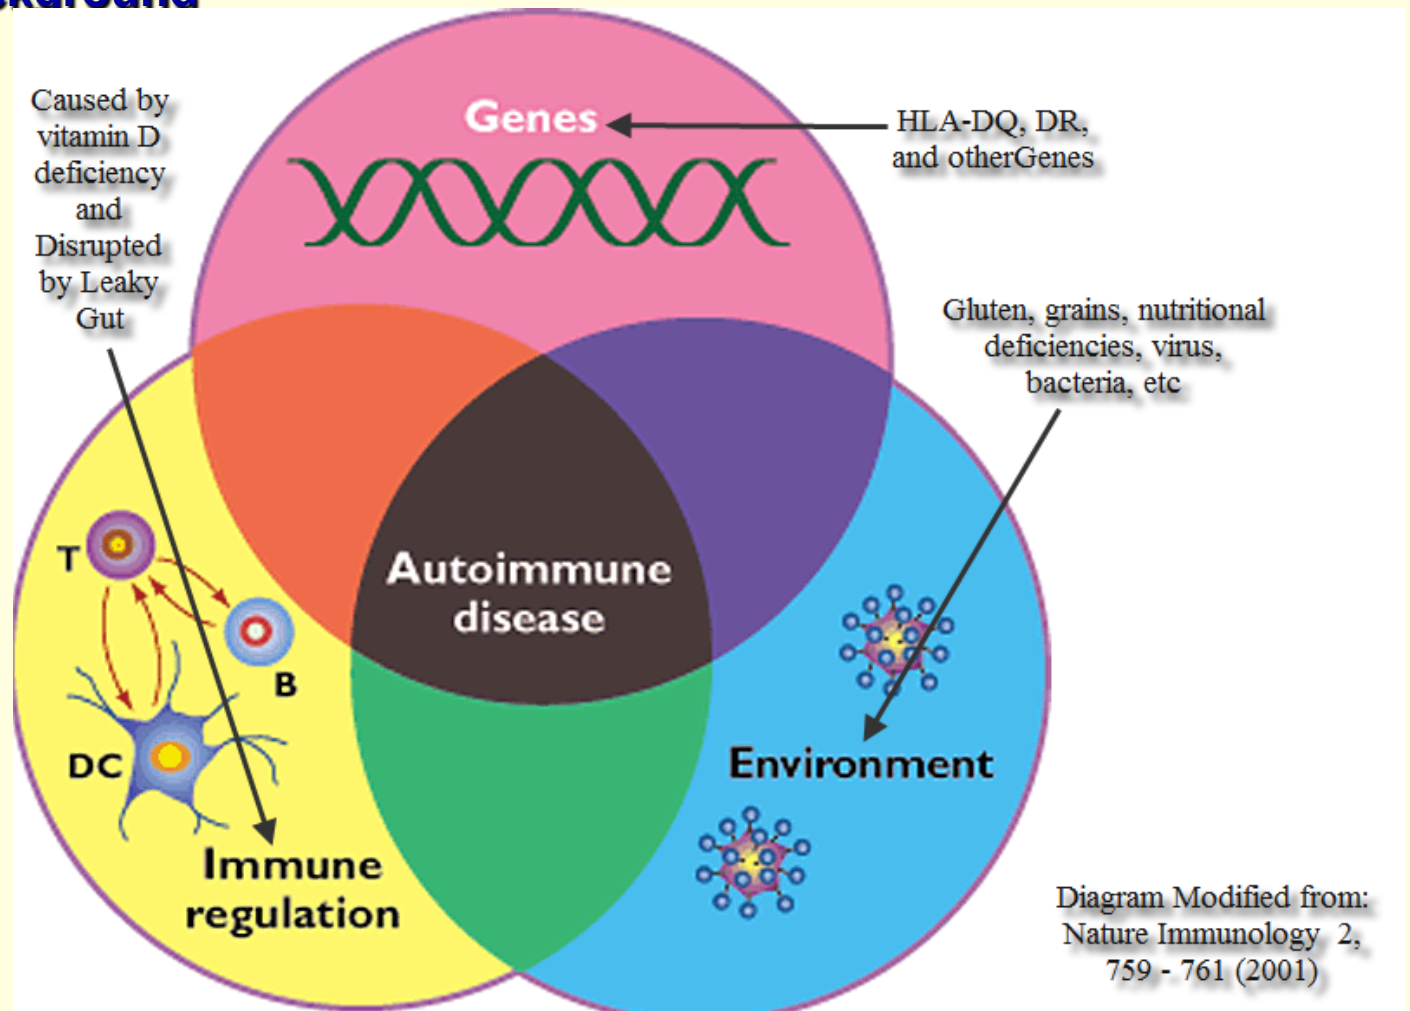 Caused by
vitamin D
deficiency
and
Disrupted
by Leaky
Gut
Genes
HLA-DQ, DR,
and otherGenes
Gluten, grains, nutritional
deficiencies, virus,
bacteria, etc
T
B
DC
Autoimmune
disease
Environment
Immune
regulation
Diagram Modified from:
Nature Immunology 2,
759 - 761 (2001)